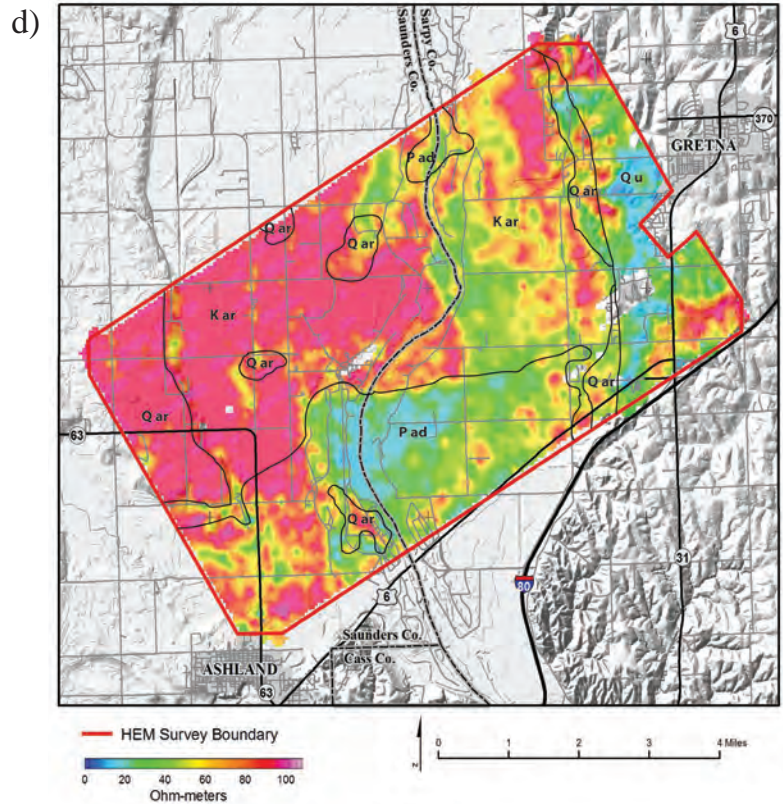 d)
Sarpy Co.
Saunders Co.
6
370
GRETNA
P ad
Q u
Q ar
Q ar
K ar
Q ar
K ar
Q ar
Q ar
Q ar
63
P ad
Q ar
31
80
6
Saunders Co.
Cass Co.
ASHLAND
63
HEM Survey Boundary
0 20 40 60 80 100
Ohm-meters
N
0 1 2 3 4 Miles